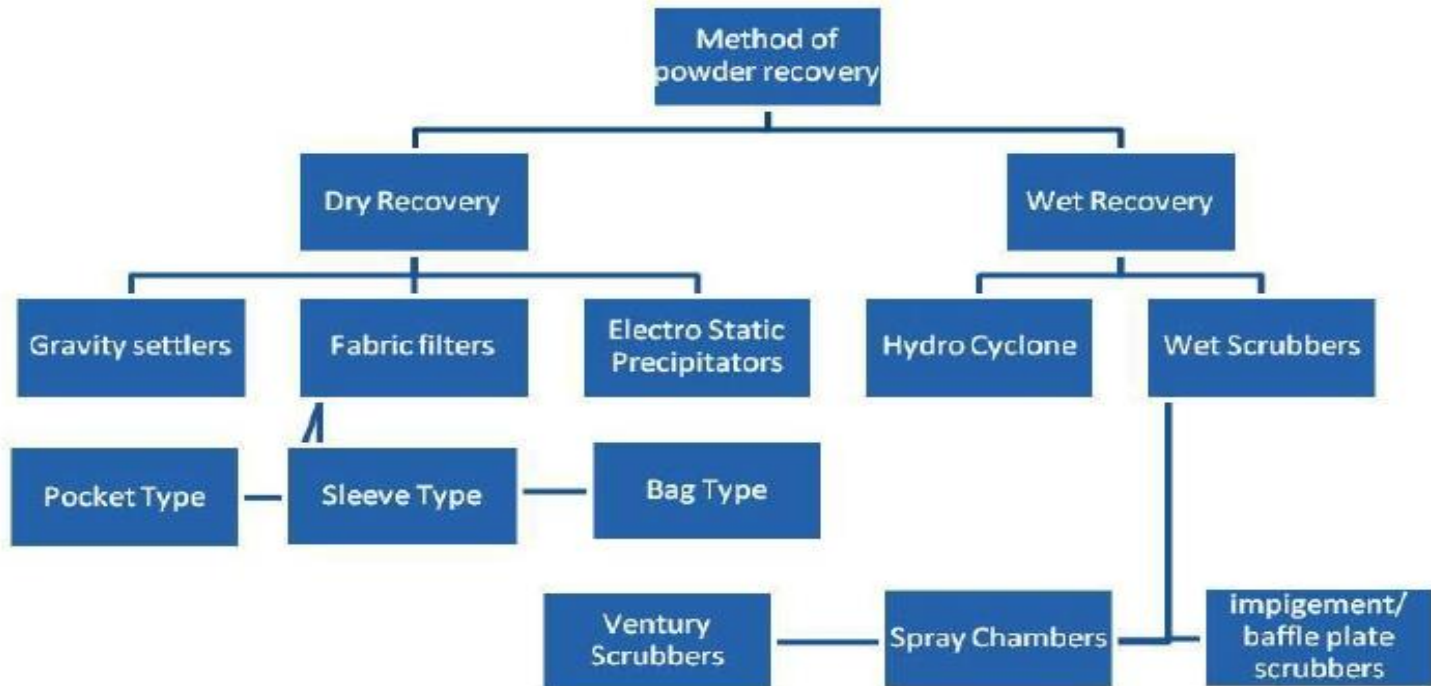 Method of
powder recovery
Dry Recovery
Wet Recovery
Gravity settlers
Fabric filters
Electro Static
Precipitators
Hydro Cyclone
Wet Scrubbers
Pocket Type
Sleeve Type
Bag Type
Ventury
Scrubbers
Spray Chambers
impigement/
baffle plate
scrubbers